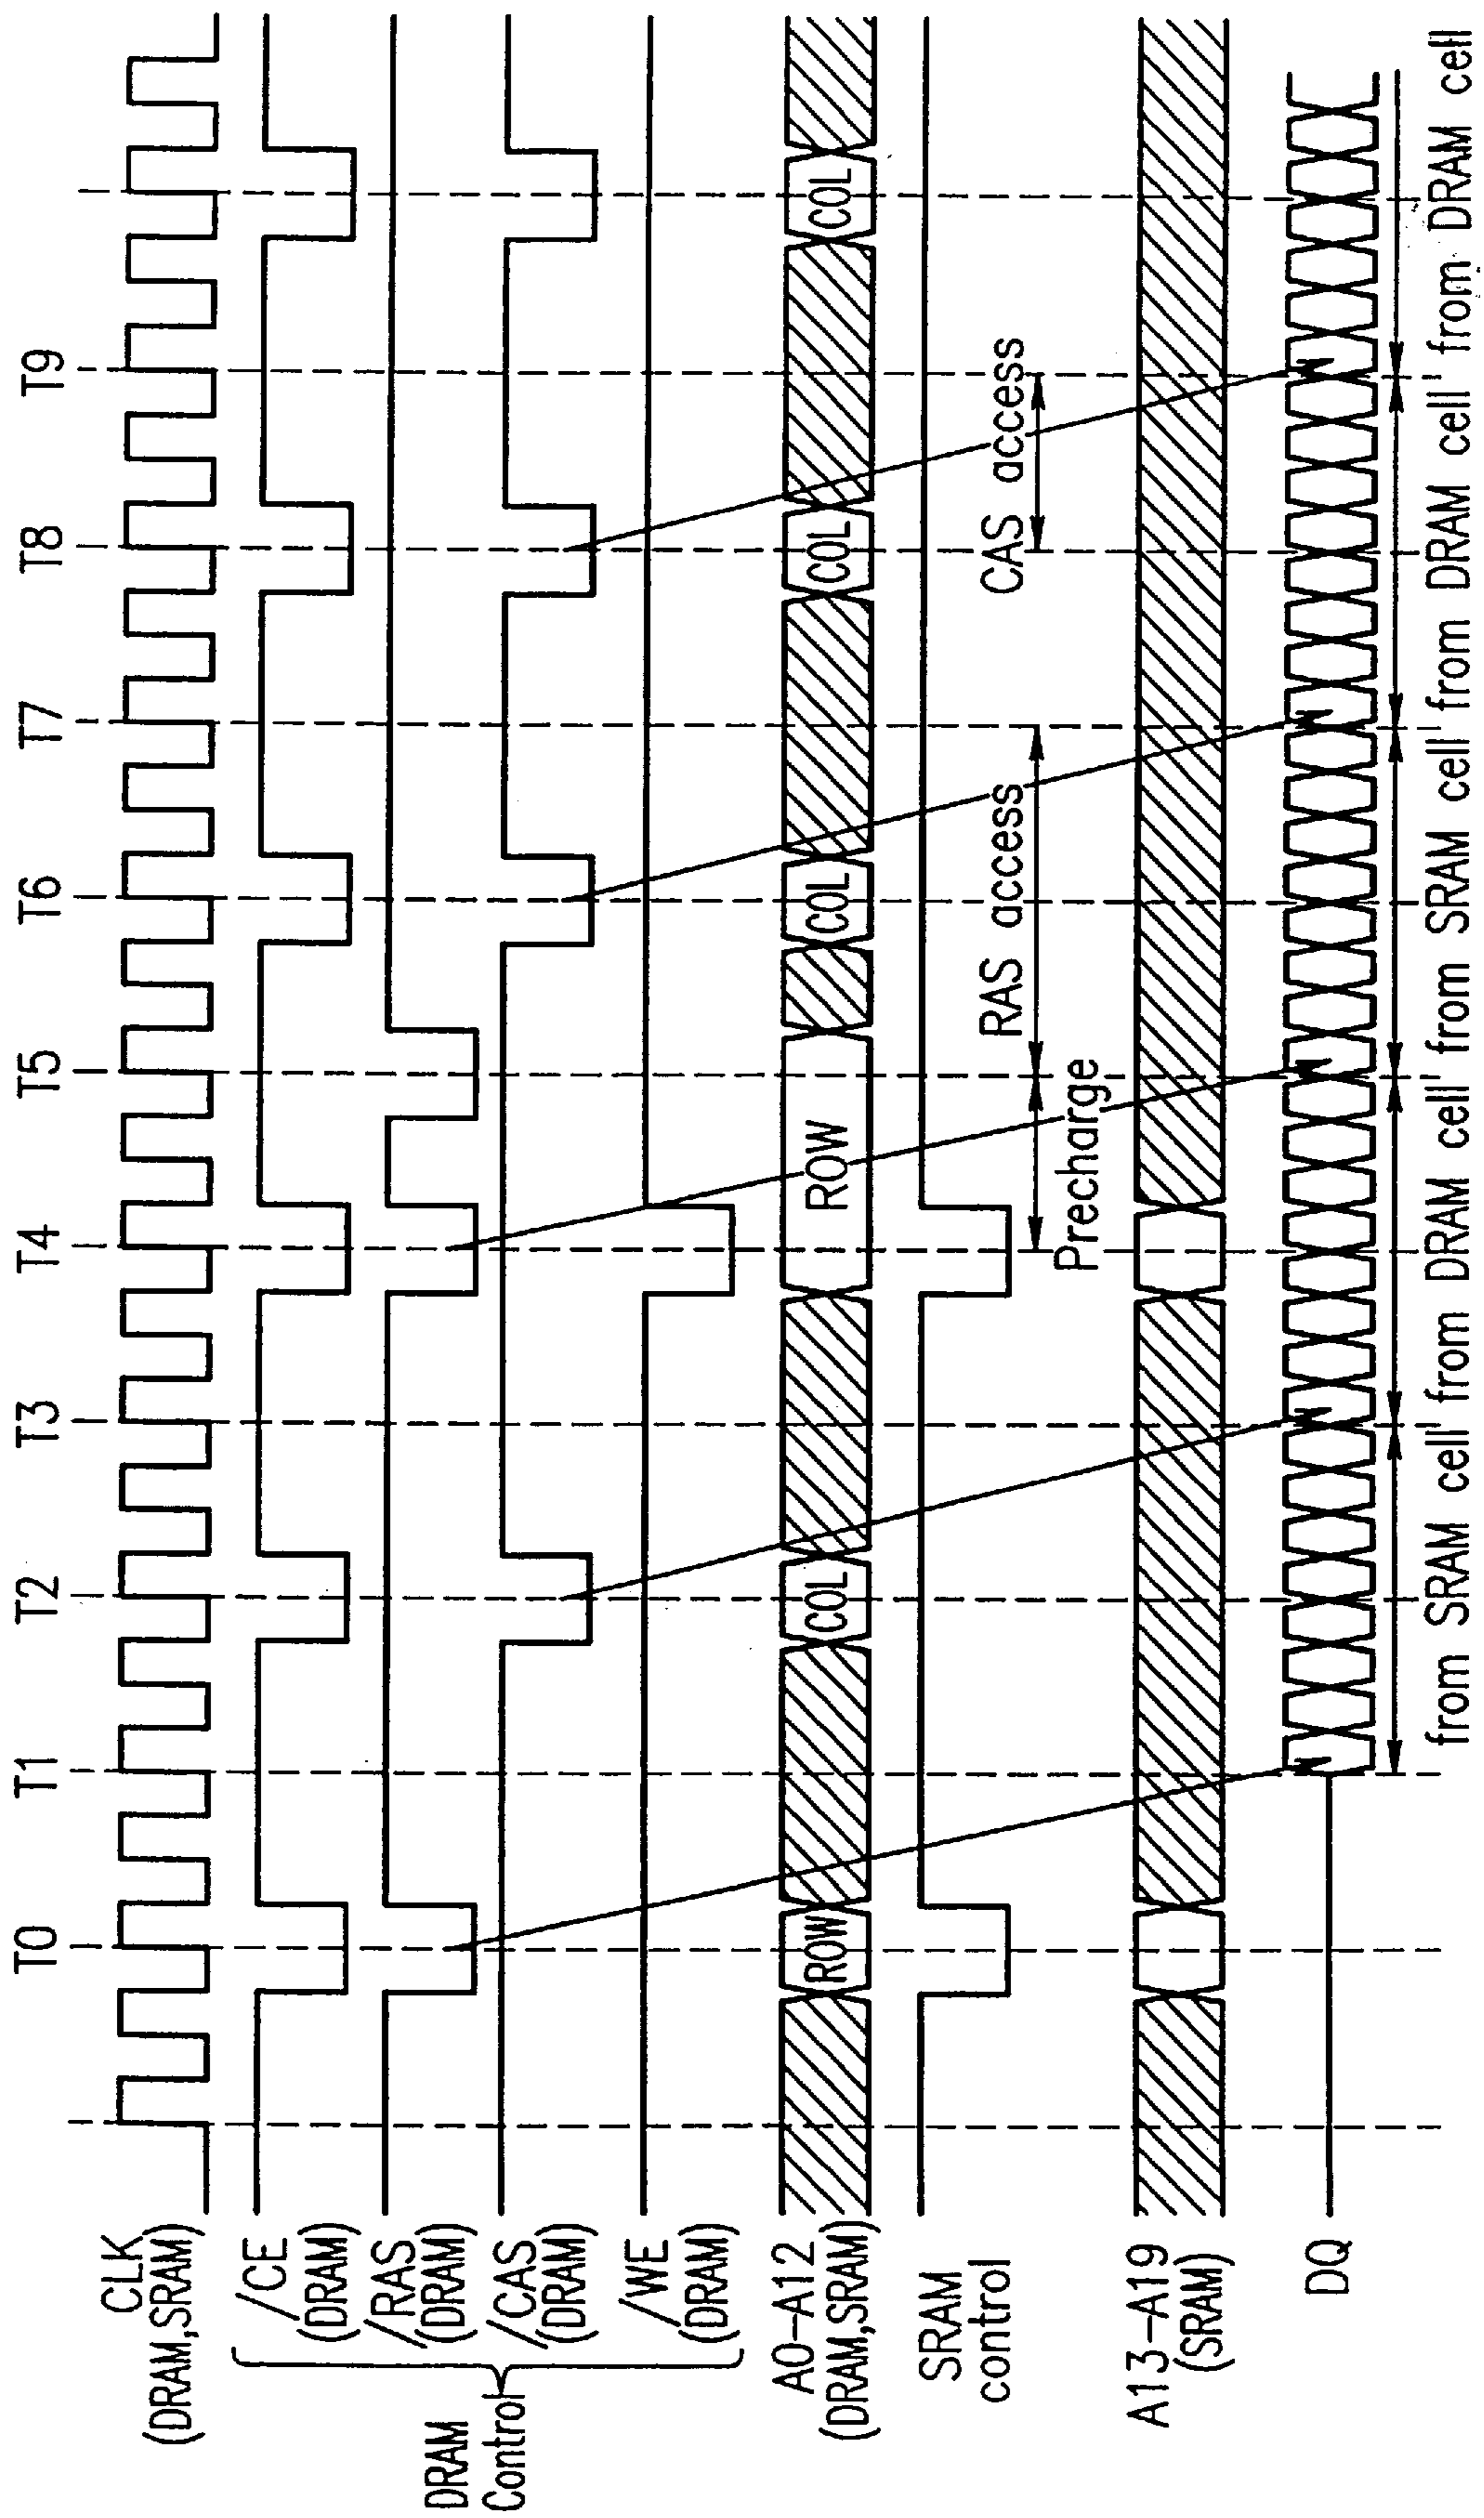 T0 T1 T2 T3 T4 T5 T6 T7 T8 T9
CLK
(DRAM,SRAM)
DRAM
Control
/CE
(DRAM)
/RAS
(DRAM)
/CAS
(DRAM)
/WE
(DRAM)
A0-A12
(DRAM,SRAM)
ROW COL ROW COL COL COL
SRAM
control
Precharge RAS access CAS access
A13-A19
(SRAM)
DQ
from SRAM cell from DRAM cell from SRAM cell from DRAM cell from DRAM cell